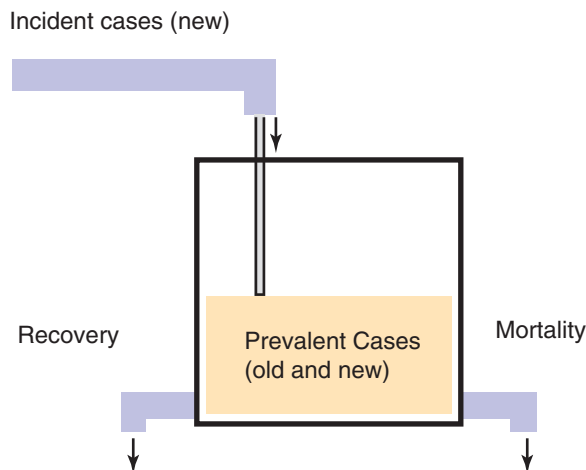 Incident cases (new)
Recovery
Prevalent Cases
(old and new)
Mortality